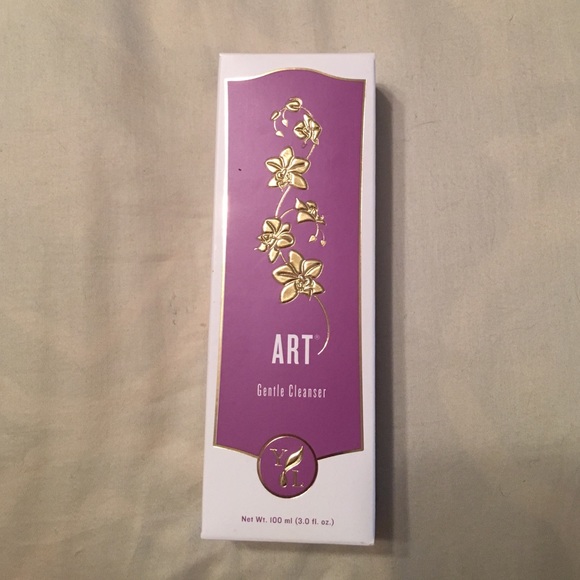 ART®
Gentle Cleanser
Y L
Net Wt. 100 ml (3.0 fl. oz.)